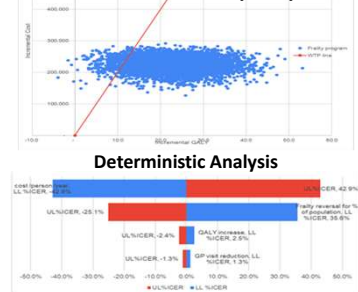 400,000
300,000
200,000
100,000
Incremental Cost
Frailty program
WTP line
-10.0 0 10.0 20.0 30.0 40.0 50.0 60.0
Incremental QALY
Deterministic Analysis
cost /person/year,
LL %ICER, -42.9%
UL%ICER, 42.9%
UL%ICER, -25.1%
Frailty reversal for %
of population, LL
%ICER, 35.8%
UL%ICER, -2.4%
QALY increase, LL
%ICER, 2.5%
UL%ICER, -1.3%
GP visit reduction, LL
%ICER, 1.3%
-50.0% -40.0% -30.0% -20.0% -10.0% 0.0% 10.0% 20.0% 30.0% 40.0% 50.0%
UL%ICER LL %ICER